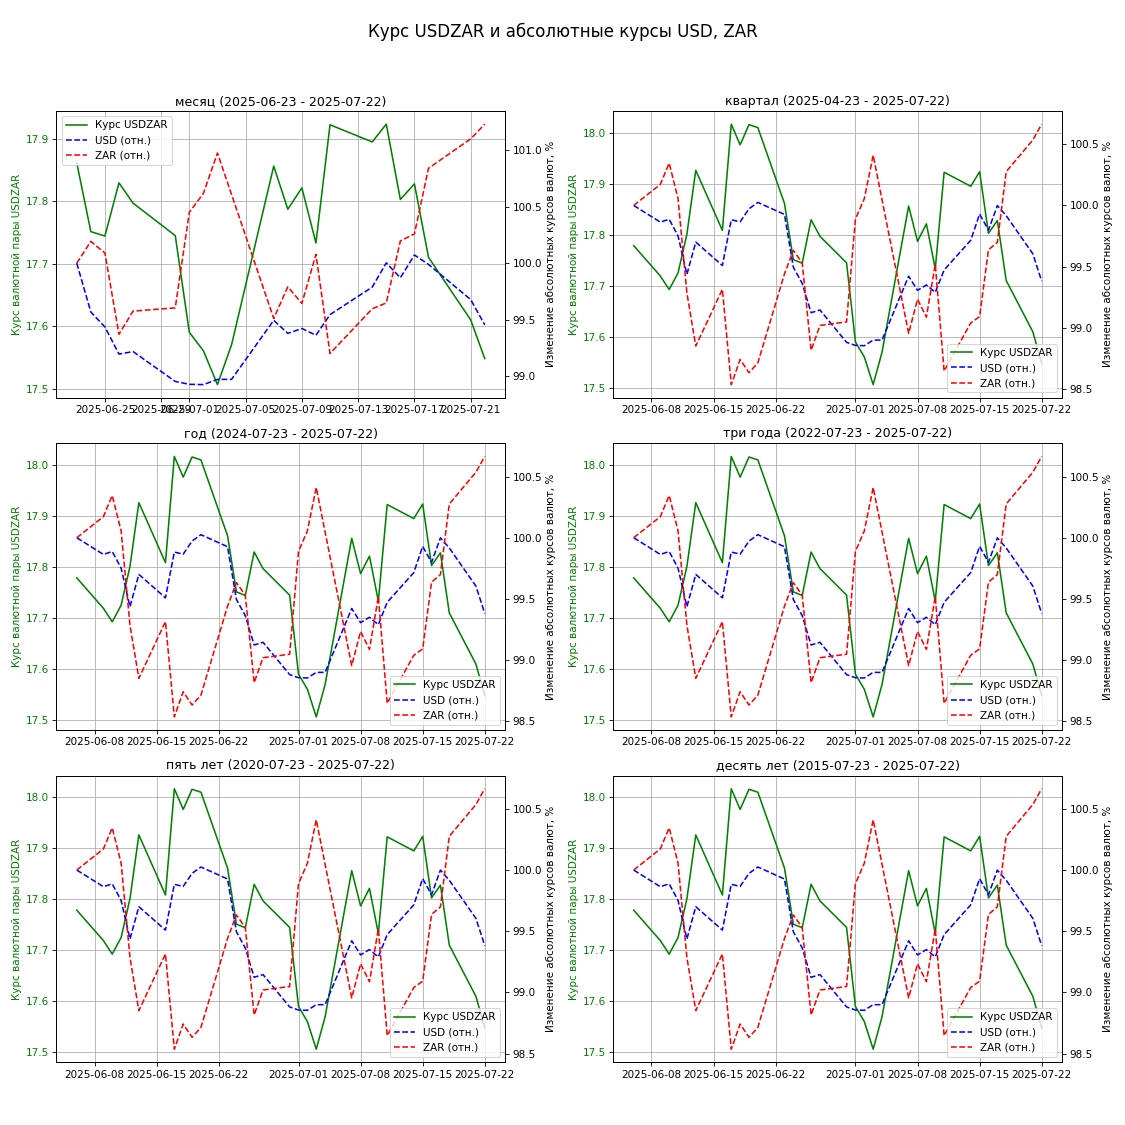 Курс USDZAR и абсолютные курсы USD, ZAR
месяц (2025-06-23 - 2025-07-22)
Курс валютной пары USDZAR
17.9
17.8
17.7
17.6
17.5
Курс USDZAR
USD (отн.)
ZAR (отн.)
101.0
100.5
100.0
99.5
99.0
Изменение абсолютных курсов валют, %
2025-06-25
2025-06-29
2025-07-01
2025-07-05
2025-07-09
2025-07-13
2025-07-17
2025-07-21
квартал (2025-04-23 - 2025-07-22)
Курс валютной пары USDZAR
18.0
17.9
17.8
17.7
17.6
17.5
Курс USDZAR
USD (отн.)
ZAR (отн.)
100.5
100.0
99.5
99.0
98.5
Изменение абсолютных курсов валют, %
2025-06-08
2025-06-15
2025-06-22
2025-07-01
2025-07-08
2025-07-15
2025-07-22
год (2024-07-23 - 2025-07-22)
Курс валютной пары USDZAR
18.0
17.9
17.8
17.7
17.6
17.5
Курс USDZAR
USD (отн.)
ZAR (отн.)
100.5
100.0
99.5
99.0
98.5
Изменение абсолютных курсов валют, %
2025-06-08
2025-06-15
2025-06-22
2025-07-01
2025-07-08
2025-07-15
2025-07-22
три года (2022-07-23 - 2025-07-22)
Курс валютной пары USDZAR
18.0
17.9
17.8
17.7
17.6
17.5
Курс USDZAR
USD (отн.)
ZAR (отн.)
100.5
100.0
99.5
99.0
98.5
Изменение абсолютных курсов валют, %
2025-06-08
2025-06-15
2025-06-22
2025-07-01
2025-07-08
2025-07-15
2025-07-22
пять лет (2020-07-23 - 2025-07-22)
Курс валютной пары USDZAR
18.0
17.9
17.8
17.7
17.6
17.5
Курс USDZAR
USD (отн.)
ZAR (отн.)
100.5
100.0
99.5
99.0
98.5
Изменение абсолютных курсов валют, %
2025-06-08
2025-06-15
2025-06-22
2025-07-01
2025-07-08
2025-07-15
2025-07-22
десять лет (2015-07-23 - 2025-07-22)
Курс валютной пары USDZAR
18.0
17.9
17.8
17.7
17.6
17.5
Курс USDZAR
USD (отн.)
ZAR (отн.)
100.5
100.0
99.5
99.0
98.5
Изменение абсолютных курсов валют, %
2025-06-08
2025-06-15
2025-06-22
2025-07-01
2025-07-08
2025-07-15
2025-07-22